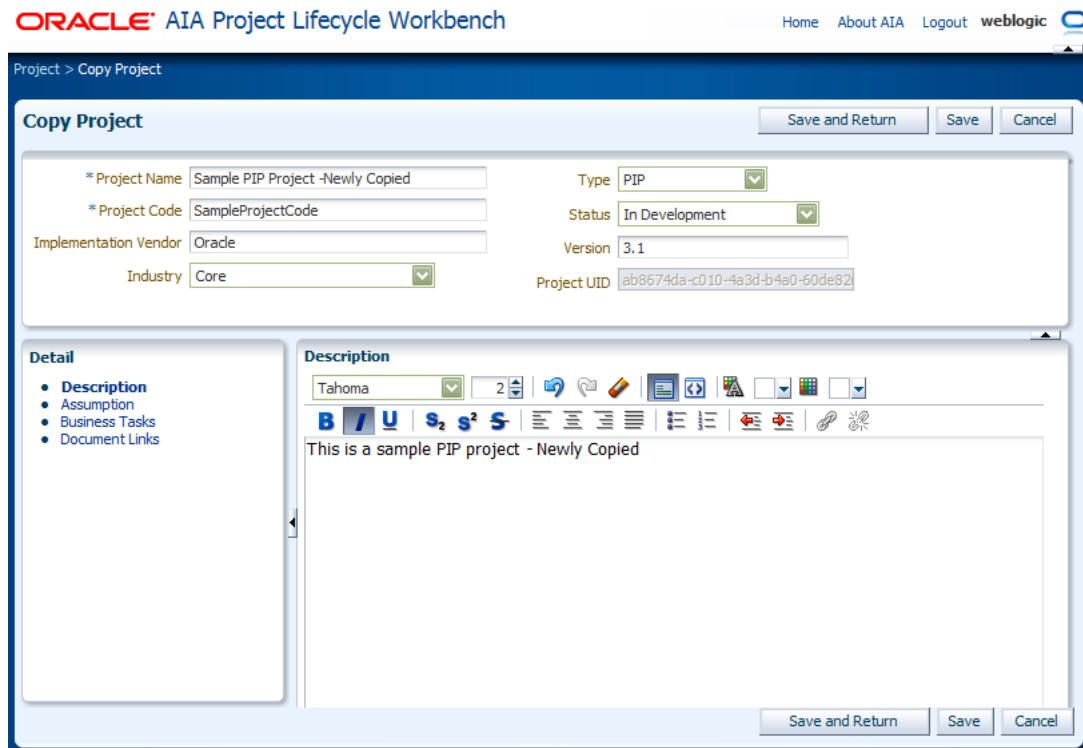 ORACLE AIA Project Lifecycle Workbench
Home About AIA Logout weblogic
Project > Copy Project
Copy Project
Save and Return Save Cancel
* Project Name Sample PIP Project -Newly Copied
Type PIP
* Project Code SampleProjectCode
Status In Development
Implementation Vendor Oracle
Version 3.1
Industry Core
Project UID ab8674da-c010-4a3d-b4a0-60de82
Detail
• Description
• Assumption
• Business Tasks
• Document Links
Description
Tahoma 2
B I U S2 S2 S
This is a sample PIP project - Newly Copied
Save and Return Save Cancel